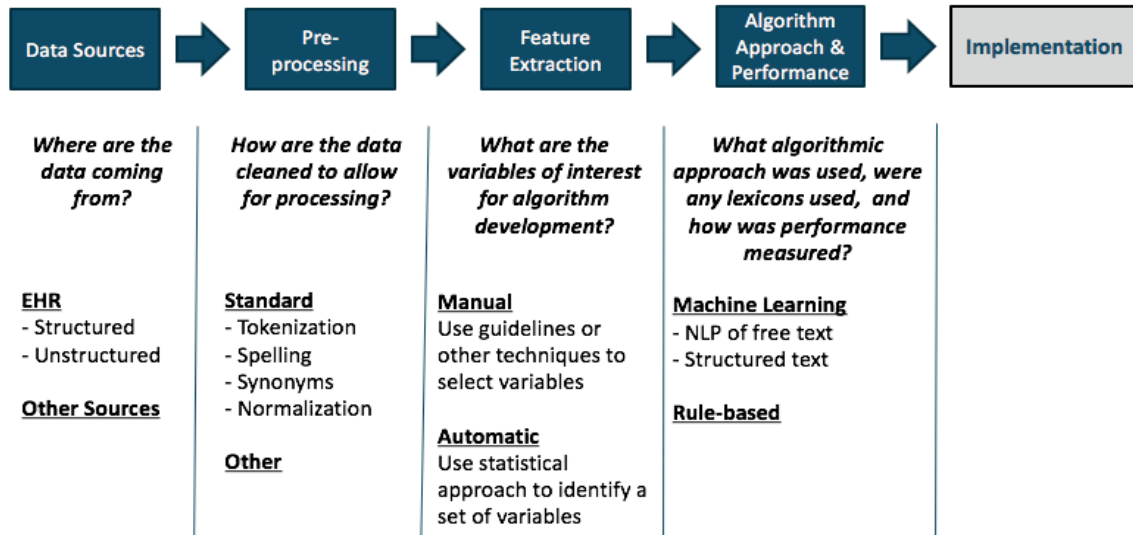 Data Sources
Pre-
processing
Feature
Extraction
Algorithm
Approach &
Performance
Implementation
Where are the
data coming
from?
EHR
- Structured
- Unstructured
Other Sources
How are the data
cleaned to allow
for processing?
Standard
- Tokenization
- Spelling
- Synonyms
- Normalization
Other
What are the
variables of interest
for algorithm
development?
Manual
Use guidelines or
other techniques to
select variables
Automatic
Use statistical
approach to identify a
set of variables
What algorithmic
approach was used, were
any lexicons used, and
how was performance
measured?
Machine Learning
- NLP of free text
- Structured text
Rule-based